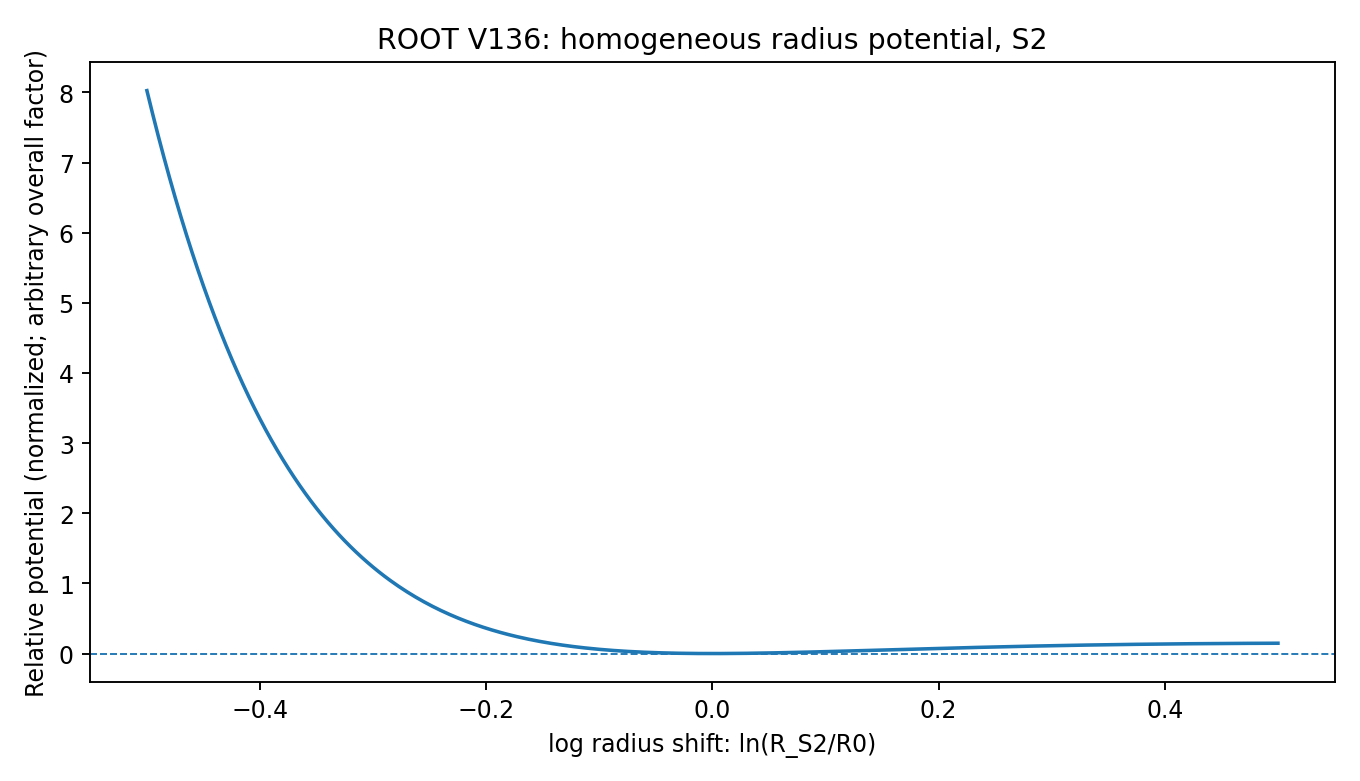 ROOT V136: homogeneous radius potential, S2
Relative potential (normalized; arbitrary overall factor)
8
7
6
5
4
3
2
1
0
−0.4 −0.2 0.0 0.2 0.4
log radius shift: ln(R_S2/R0)